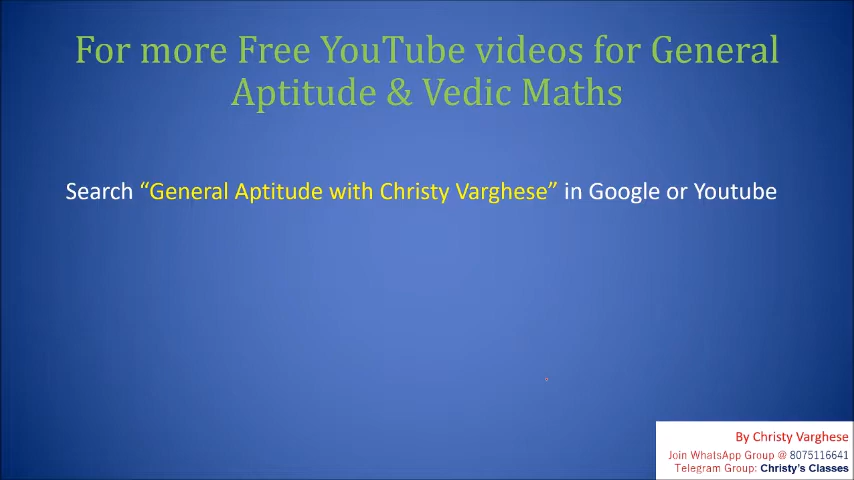 For more Free YouTube videos for General
Aptitude & Vedic Maths
Search “General Aptitude with Christy Varghese” in Google or Youtube
By Christy Varghese
Join WhatsApp Group @ 8075116641
Telegram Group: Christy's Classes